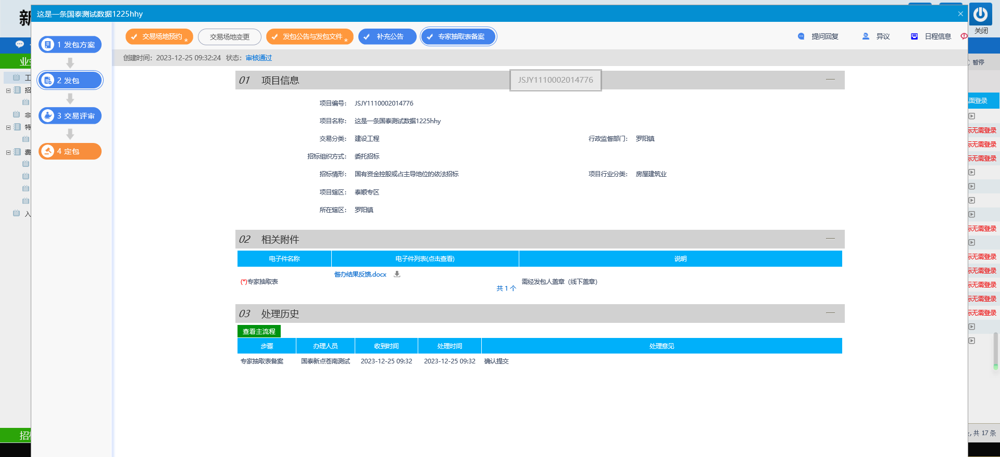 这是一条国泰测试数据1225hhy
关闭
1 发包方案
2 发包
3 交易评审
4 定包
交易场地预约 *
交易场地变更
发包公告与发包文件 *
补充公告
专家抽取表备案
提问回复
异议
日程信息
创建时间：2023-12-25 09:32:24 状态：审核通过
暂停
01 项目信息
JSJY1110002014776
项目编号：JSJY1110002014776
项目名称：这是一条国泰测试数据1225hhy
交易分类：建设工程
行政监督部门：罗阳镇
招标组织方式：委托招标
招标情形：国有资金控股或占主导地位的依法招标
项目行业分类：房屋建筑业
项目辖区：泰顺专区
所在辖区：罗阳镇
02 相关附件
电子件名称 电子件列表(点击查看) 说明
(*)专家抽取表
督办结果反馈.docx
共 1 个
需经发包人盖章（线下盖章）
03 处理历史
查看主流程
步骤 办理人员 收到时间 处理时间 处理意见
专家抽取表备案 国泰新点苍南测试 2023-12-25 09:32 2023-12-25 09:32 确认提交
新
工
招
非
特
费
入
招
面登录
标无需登录
标无需登录
标无需登录
标无需登录
标无需登录
标无需登录
标无需登录
标无需登录
标无需登录
, 共 17 条